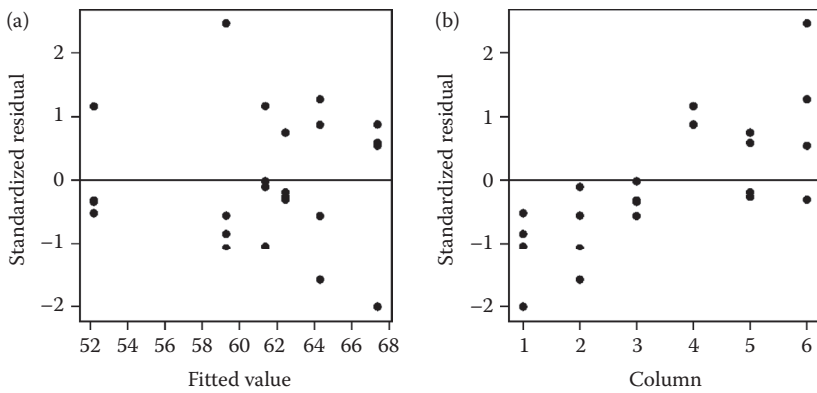 (a)
Standardized residual
2
1
0
−1
−2
52 54 56 58 60 62 64 66 68
Fitted value
(b)
Standardized residual
2
1
0
−1
−2
1 2 3 4 5 6
Column